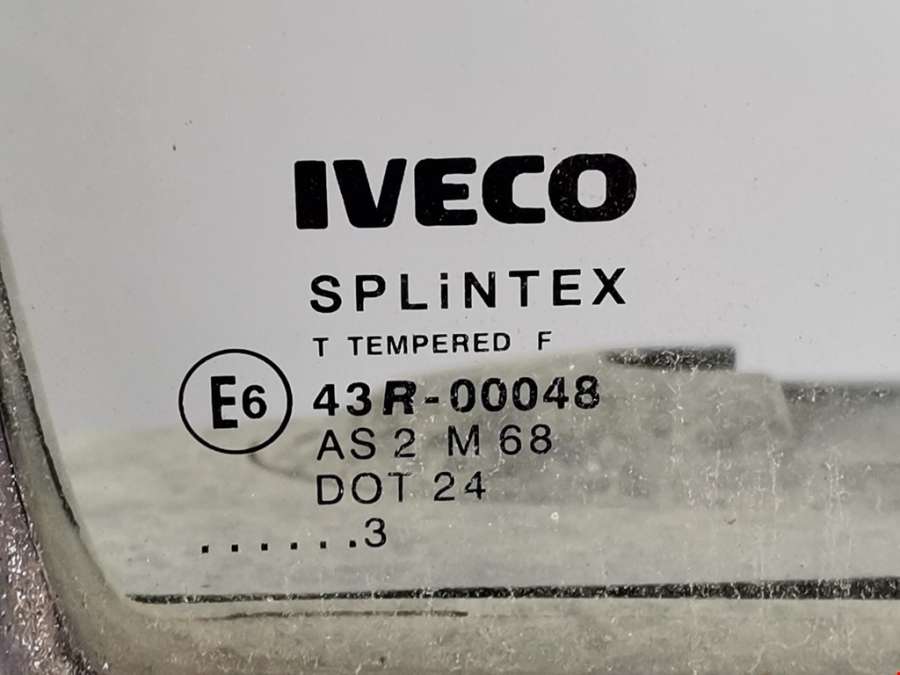 IVECO
SPLiNTEX
T TEMPERED F
E6 43R-00048
AS 2 M 68
DOT 24
......3